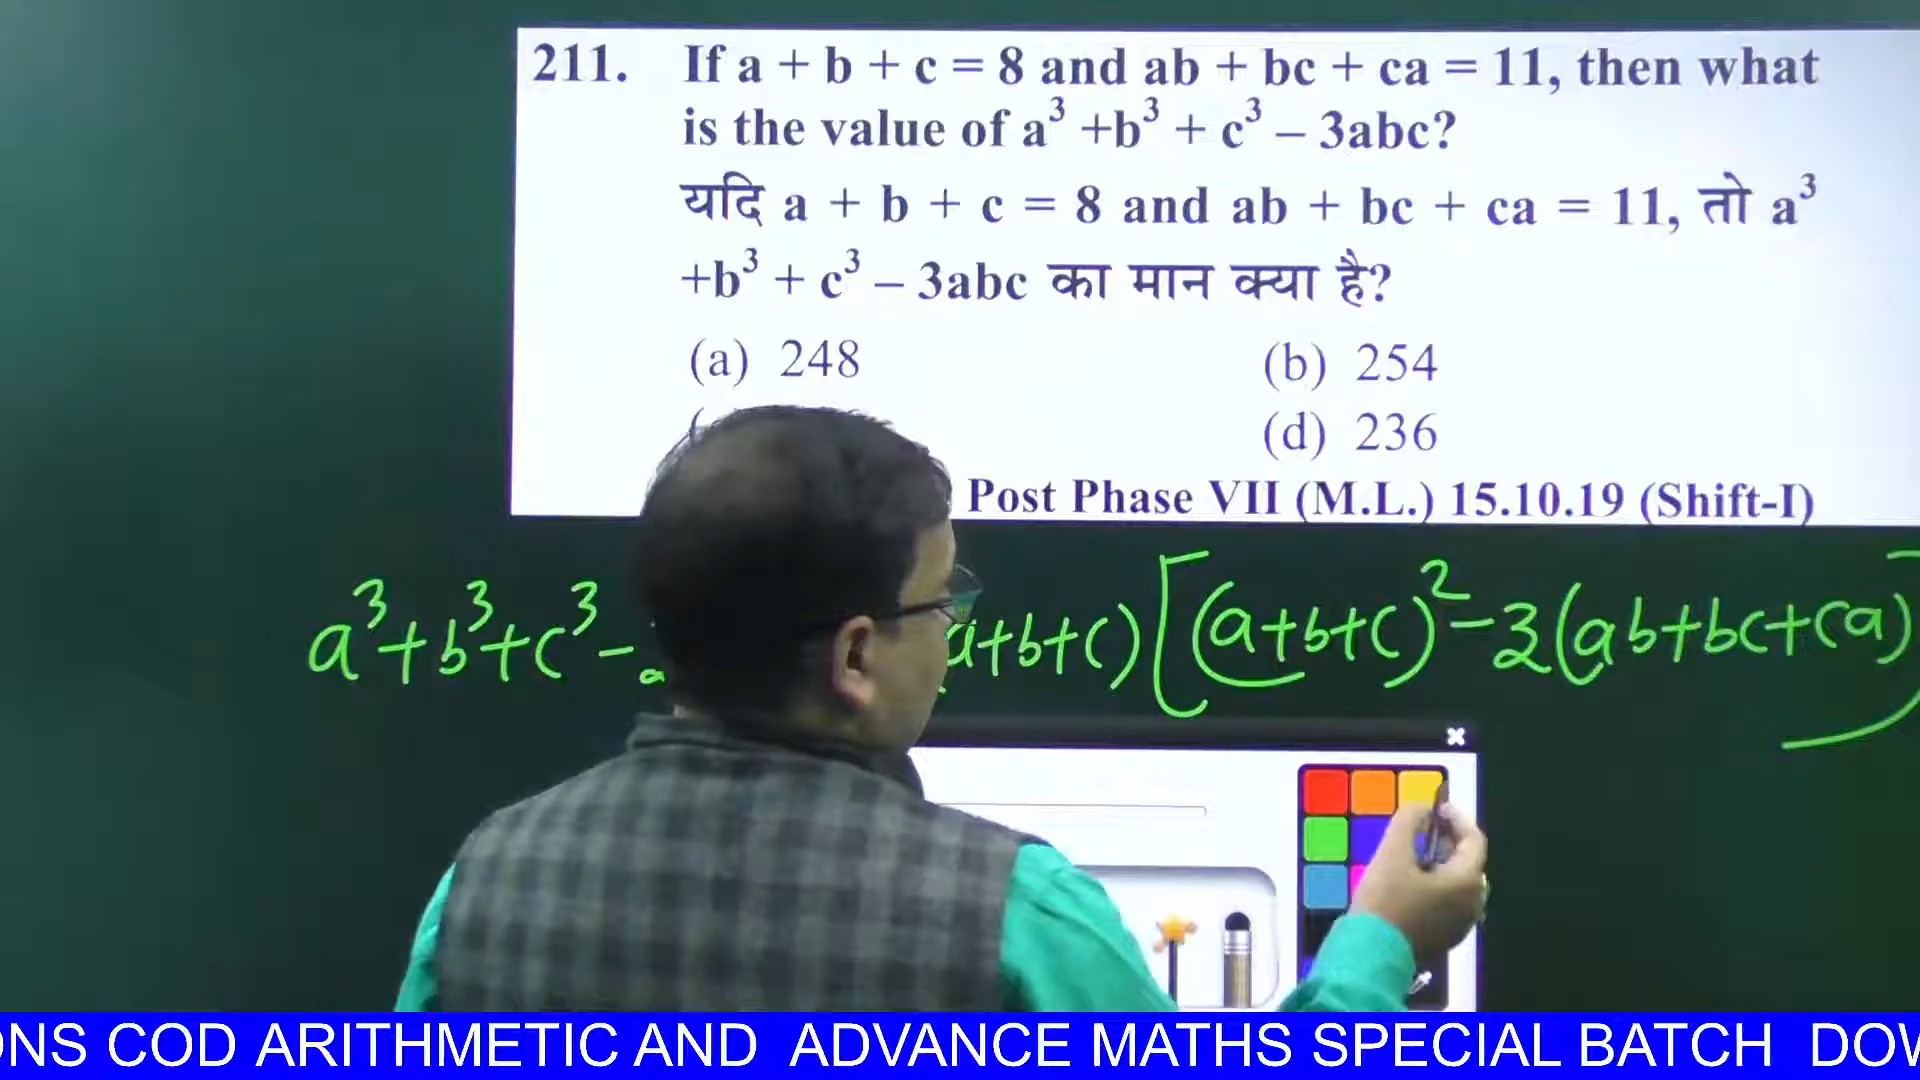 211. If a + b + c = 8 and ab + bc + ca = 11, then what
is the value of a³ +b³ + c³ – 3abc?
यदि a + b + c = 8 and ab + bc + ca = 11, तो a³
+b³ + c³ – 3abc का मान क्या है?
(a) 248 (b) 254
(d) 236
Post Phase VII (M.L.) 15.10.19 (Shift-I)
a³+b³+c³- a+b+c) [(a+b+c)²-3(ab+bc+ca)
COD ARITHMETIC AND ADVANCE MATHS SPECIAL BATCH